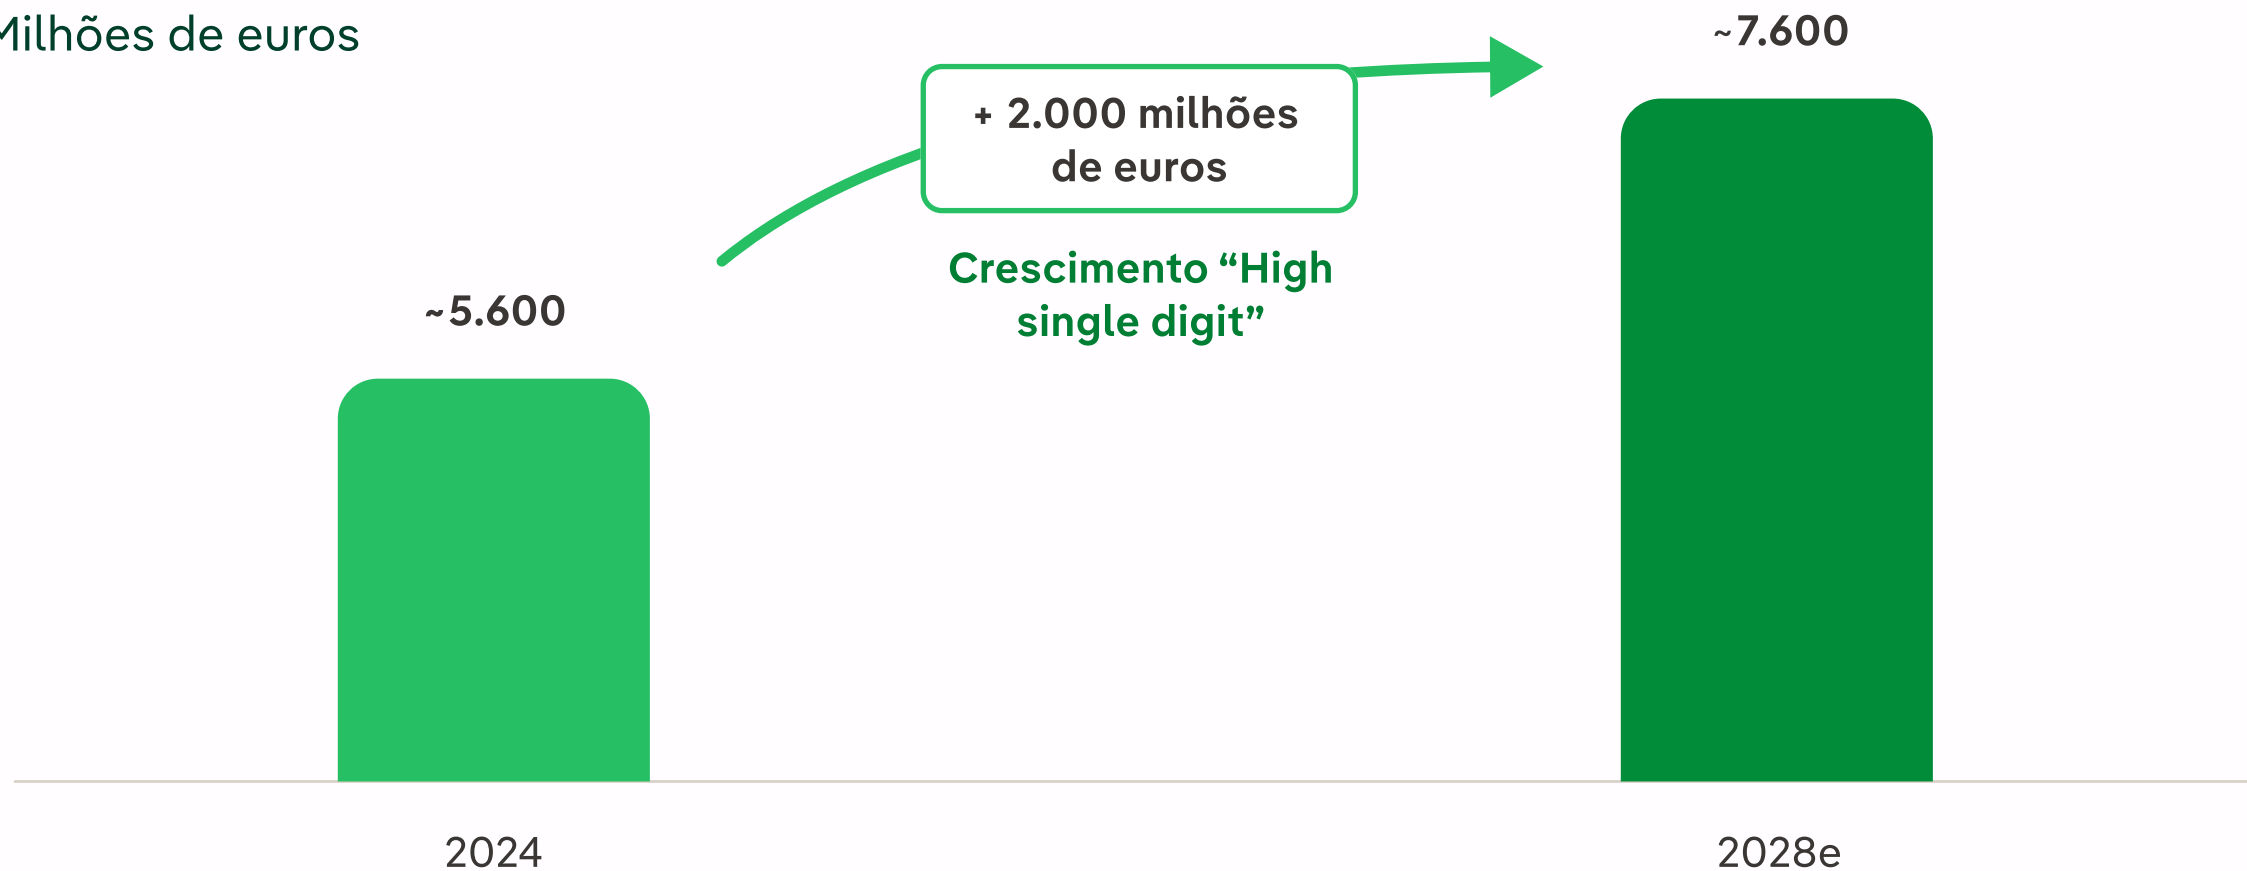 Milhões de euros
~7.600
+ 2.000 milhões
de euros
Crescimento “High
single digit”
~5.600
2024
2028e